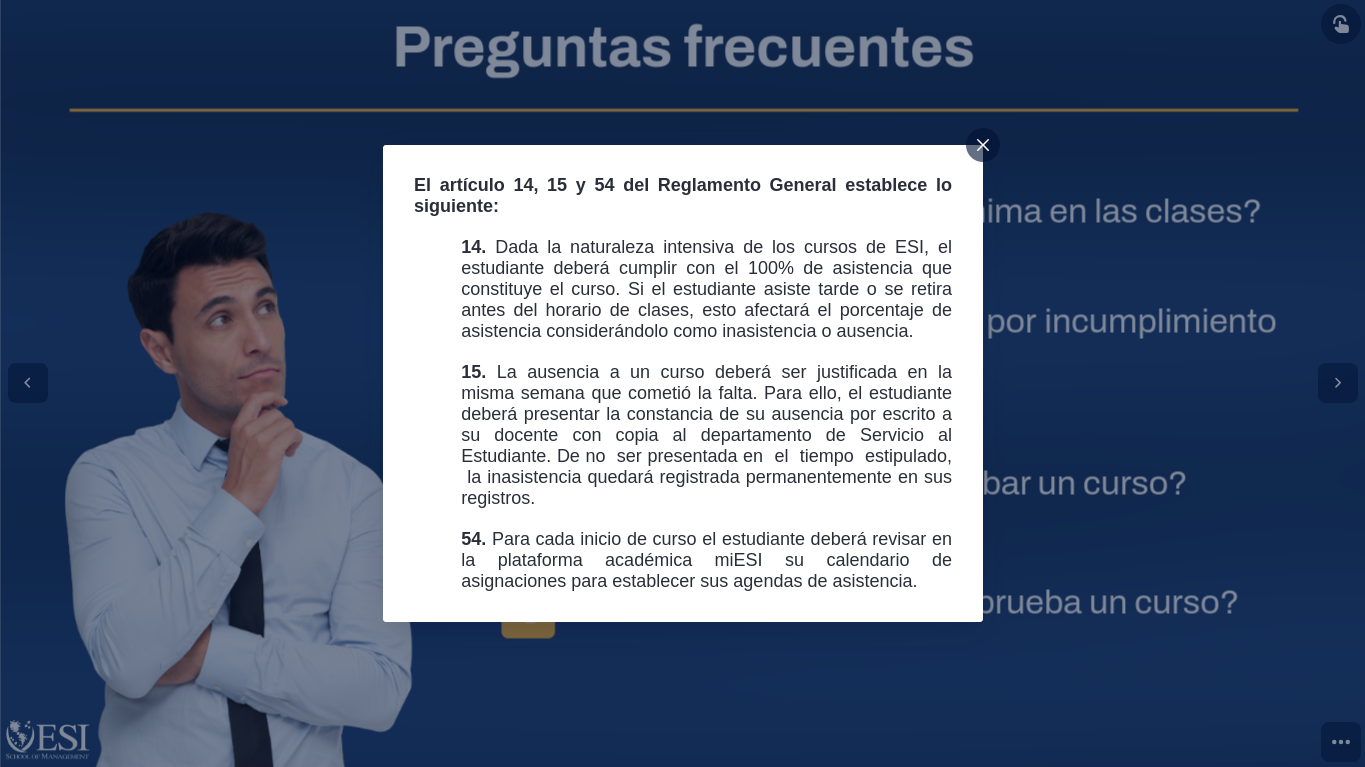 Preguntas frecuentes
El artículo 14, 15 y 54 del Reglamento General establece lo
siguiente:
14. Dada la naturaleza intensiva de los cursos de ESI, el
estudiante deberá cumplir con el 100% de asistencia que
constituye el curso. Si el estudiante asiste tarde o se retira
antes del horario de clases, esto afectará el porcentaje de
asistencia considerándolo como inasistencia o ausencia.
15. La ausencia a un curso deberá ser justificada en la
misma semana que cometió la falta. Para ello, el estudiante
deberá presentar la constancia de su ausencia por escrito a
su docente con copia al departamento de Servicio al
Estudiante. De no ser presentada en el tiempo estipulado,
la inasistencia quedará registrada permanentemente en sus
registros.
54. Para cada inicio de curso el estudiante deberá revisar en
la plataforma académica miESI su calendario de
asignaciones para establecer sus agendas de asistencia.
en las clases?
por incumplimiento
un curso?
un curso?
ESI
SCHOOL OF MANAGEMENT